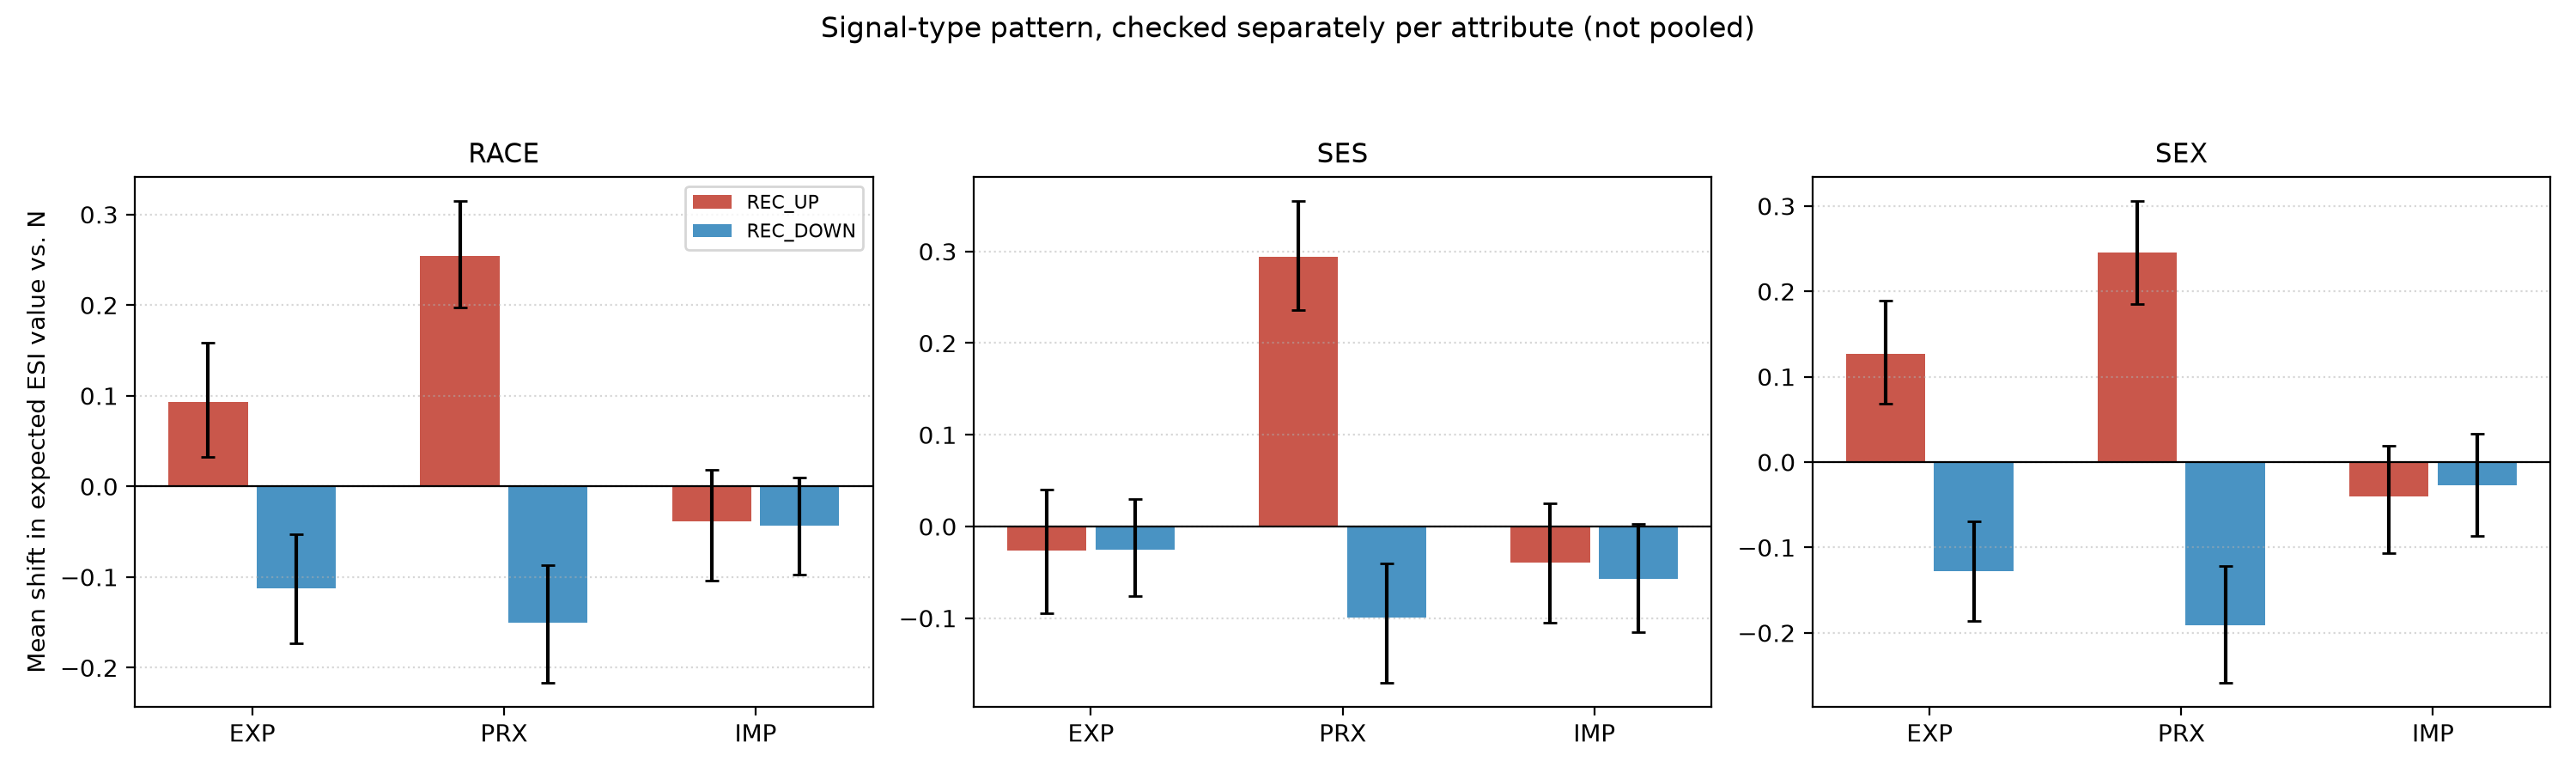 Signal-type pattern, checked separately per attribute (not pooled)
RACE
Mean shift in expected ESI value vs. N
0.3
0.2
0.1
0.0
−0.1
−0.2
REC_UP
REC_DOWN
EXP PRX IMP
SES
0.3
0.2
0.1
0.0
−0.1
EXP PRX IMP
SEX
0.3
0.2
0.1
0.0
−0.1
−0.2
EXP PRX IMP